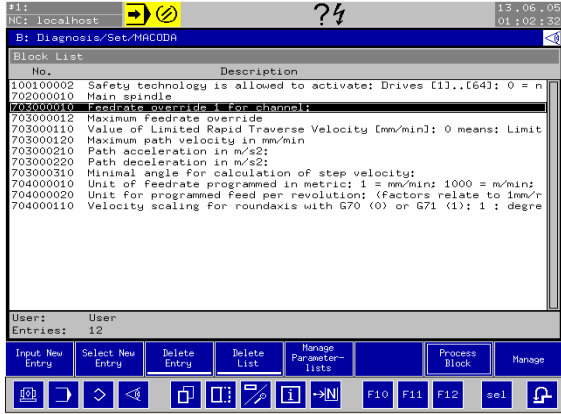 #1:
NC: localhost
?
13.06.05
01:02:32
B: Diagnosis/Set/MACODA
Block List
No. Description
100100002 Safety technology is allowed to activate: Drives [1]..[64]: 0 = n
702000010 Main spindle
703000010 Feedrate override 1 for channel:
703000012 Maximum feedrate override
703000110 Value of Limited Rapid Traverse Velocity [mm/min]: 0 means: Limit
703000120 Maximum path velocity in mm/min
703000210 Path acceleration in m/s2:
703000220 Path deceleration in m/s2:
703000310 Minimal angle for calculation of step velocity:
704000010 Unit of feedrate programmed in metric: 1 = mm/min; 1000 = m/min;
704000020 Unit for programmed feed per revolution: (factors relate to 1mm/r
704000110 Velocity scaling for roundaxis with G70 (0) or G71 (1): 1 : degre
User: User
Entries: 12
Input New Entry
Select New Entry
Delete Entry
Delete List
Manage Parameter-lists
Process Block
Manage
i
N
F10 F11 F12 sel